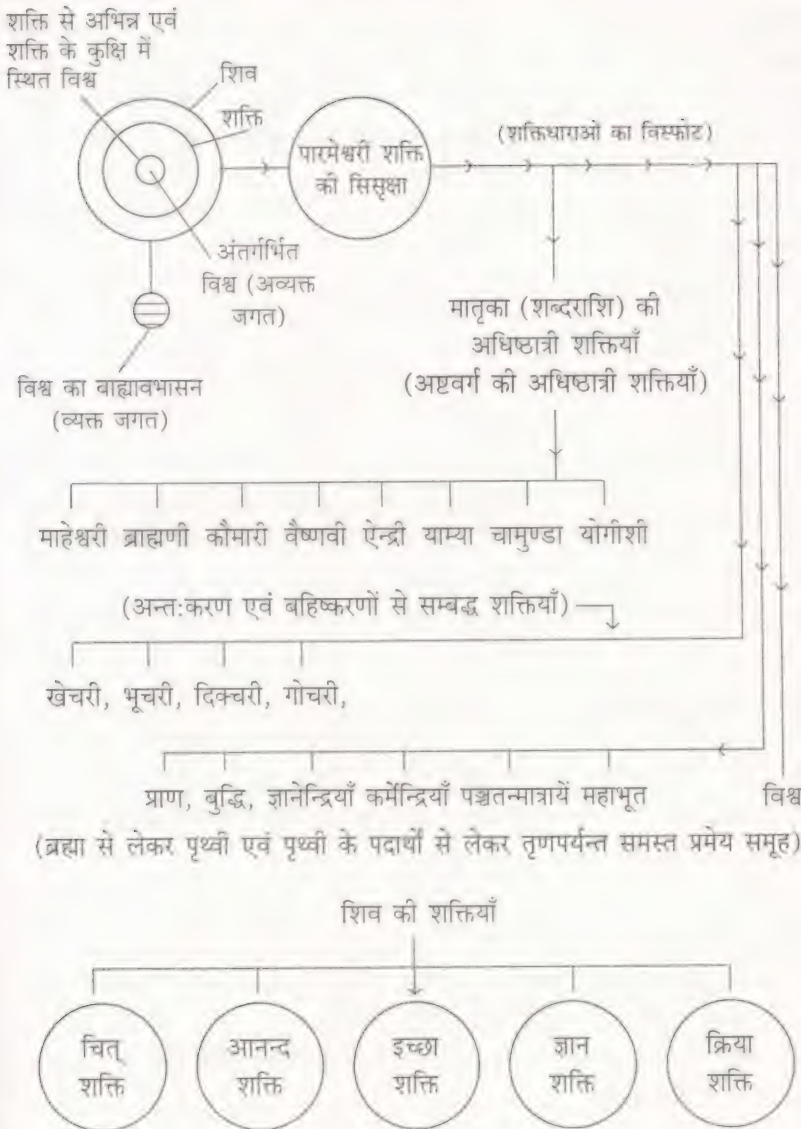 शक्ति से अभिन्न एवं
शक्ति के कुक्षि में
स्थित विश्व
शिव
शक्ति
पारमेश्वरी शक्ति
की सिसृक्षा
(शक्तिधाराओं का विस्फोट)
अंतर्गर्भित
विश्व (अव्यक्त
जगत)
विश्व का वाह्यावभासन
(व्यक्त जगत)
मातृका (शब्दराशि) की
अधिष्ठात्री शक्तियाँ
(अष्टवर्ग की अधिष्ठात्री शक्तियाँ)
माहेश्वरी ब्राह्मणी कौमारी वैष्णवी ऐन्द्री याम्या चामुण्डा योगीशी
(अन्त:करण एवं बहिष्करणों से सम्बद्ध शक्तियाँ)
खेचरी, भूचरी, दिक्चरी, गोचरी,
प्राण, बुद्धि, ज्ञानेन्द्रियाँ कर्मेन्द्रियाँ पञ्चतन्मात्रायें महाभूत विश्व
(ब्रह्मा से लेकर पृथ्वी एवं पृथ्वी के पदार्थों से लेकर तृणपर्यन्त समस्त प्रमेय समूह)
शिव की शक्तियाँ
चित् शक्ति
आनन्द शक्ति
इच्छा शक्ति
ज्ञान शक्ति
क्रिया शक्ति